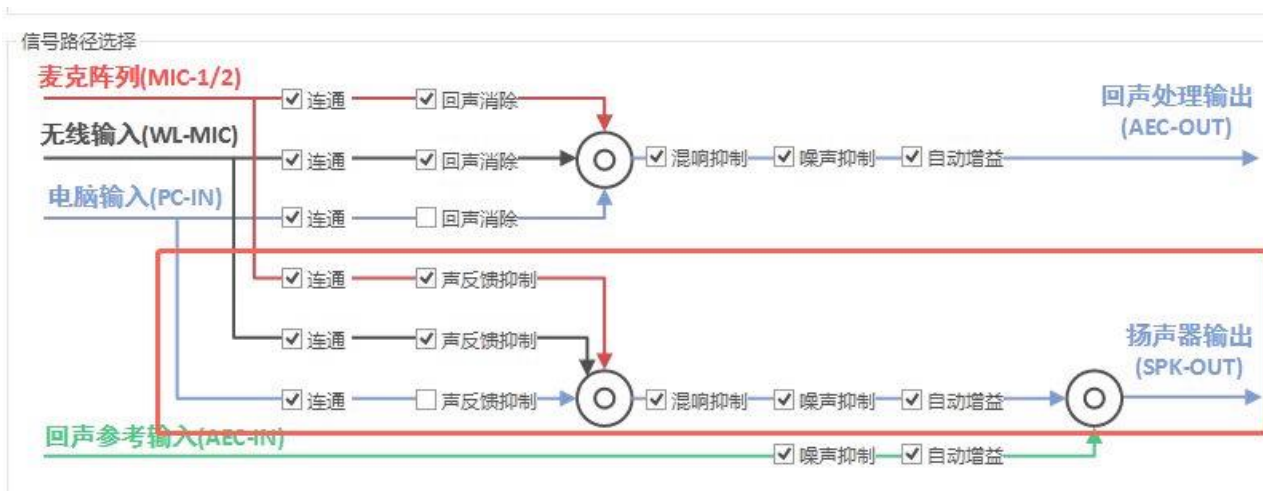 信号路径选择
麦克阵列(MIC-1/2)
连通 回声消除
回声处理输出
(AEC-OUT)
无线输入(WL-MIC)
连通 回声消除 混响抑制 噪声抑制 自动增益
电脑输入(PC-IN)
连通 回声消除
连通 声反馈抑制
连通 声反馈抑制
扬声器输出
(SPK-OUT)
连通 声反馈抑制 混响抑制 噪声抑制 自动增益
回声参考输入(AEC-IN)
噪声抑制 自动增益